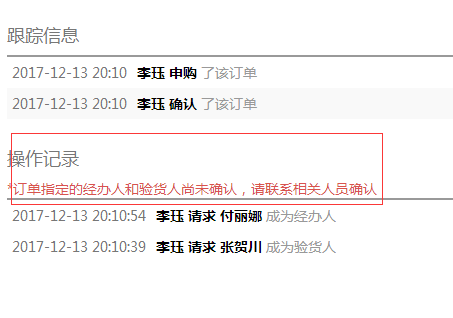 跟踪信息
2017-12-13 20:10 李珏 申购 了该订单
2017-12-13 20:10 李珏 确认 了该订单
操作记录
*订单指定的经办人和验货人尚未确认，请联系相关人员确认
2017-12-13 20:10:54 李珏 请求 付丽娜 成为经办人
2017-12-13 20:10:39 李珏 请求 张贺川 成为验货人